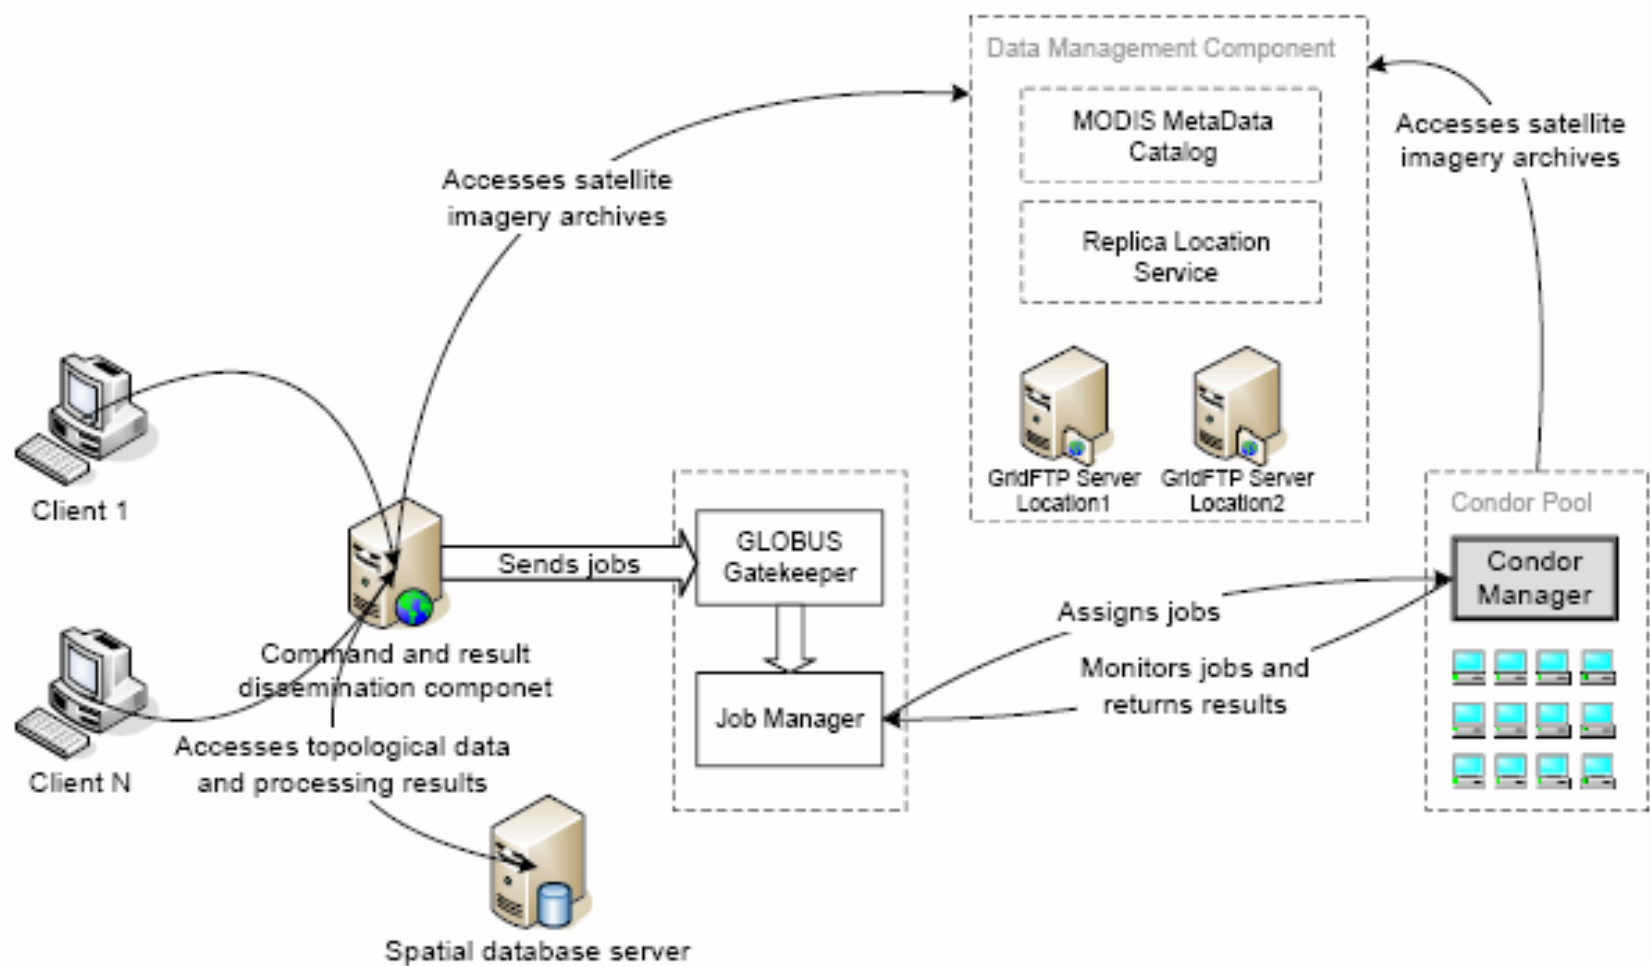 Data Management Component
MODIS MetaData
Catalog
Replica Location
Service
GridFTP Server
Location1
GridFTP Server
Location2
Accesses satellite
imagery archives
Accesses satellite
imagery archives
Client 1
Client N
Command and result
dissemination componet
Sends jobs
GLOBUS
Gatekeeper
Job Manager
Assigns jobs
Monitors jobs and
returns results
Condor Pool
Condor
Manager
Accesses topological data
and processing results
Spatial database server